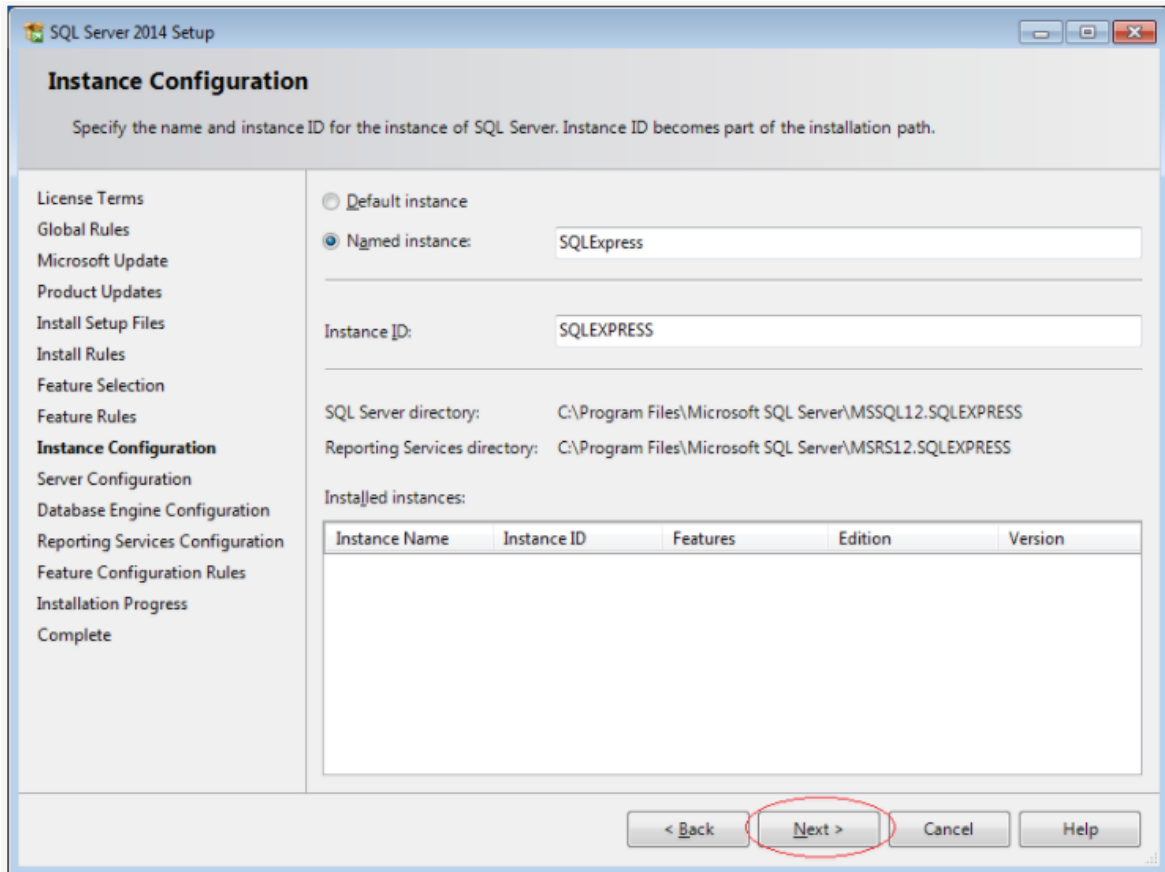 SQL Server 2014 Setup
Instance Configuration
Specify the name and instance ID for the instance of SQL Server. Instance ID becomes part of the installation path.
License Terms
Global Rules
Microsoft Update
Product Updates
Install Setup Files
Install Rules
Feature Selection
Feature Rules
Instance Configuration
Server Configuration
Database Engine Configuration
Reporting Services Configuration
Feature Configuration Rules
Installation Progress
Complete
Default instance
Named instance: SQLExpress
Instance ID: SQLEXPRESS
SQL Server directory: C:\Program Files\Microsoft SQL Server\MSSQL12.SQLEXPRESS
Reporting Services directory: C:\Program Files\Microsoft SQL Server\MSRS12.SQLEXPRESS
Installed instances:
Instance Name Instance ID Features Edition Version
< Back Next > Cancel Help